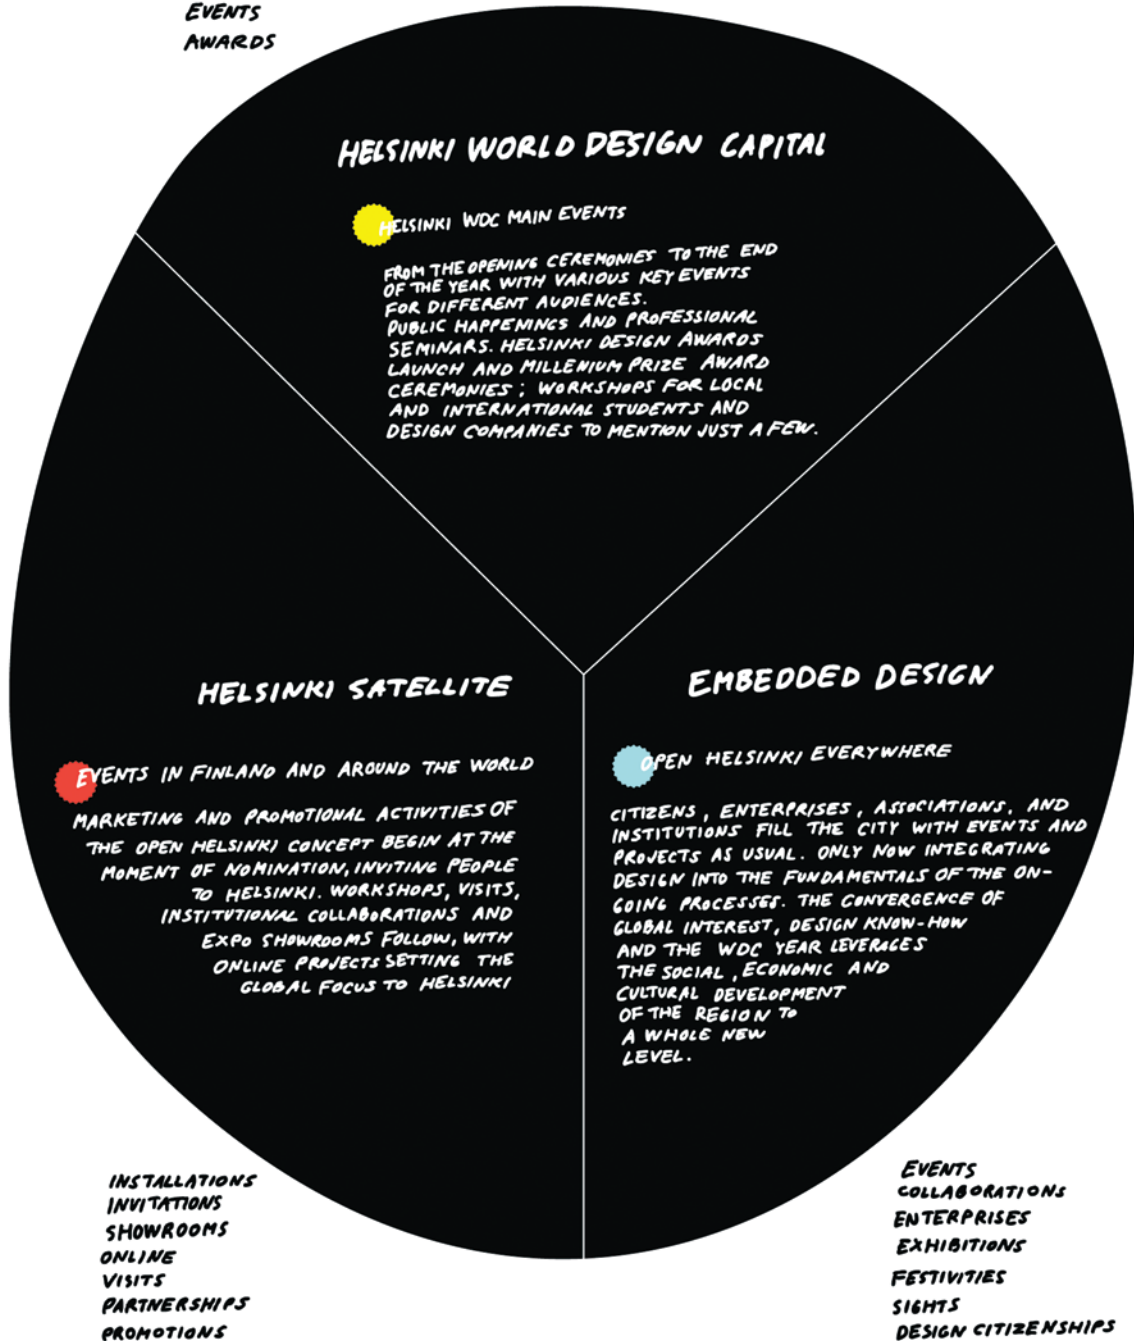 EVENTS
AWARDS
HELSINKI WORLD DESIGN CAPITAL
HELSINKI WDC MAIN EVENTS
FROM THE OPENING CEREMONIES TO THE END
OF THE YEAR WITH VARIOUS KEY EVENTS
FOR DIFFERENT AUDIENCES.
PUBLIC HAPPENINGS AND PROFESSIONAL
SEMINARS. HELSINKI DESIGN AWARDS
LAUNCH AND MILLENIUM PRIZE AWARD
CEREMONIES; WORKSHOPS FOR LOCAL
AND INTERNATIONAL STUDENTS AND
DESIGN COMPANIES TO MENTION JUST A FEW.
HELSINKI SATELLITE
EVENTS IN FINLAND AND AROUND THE WORLD
MARKETING AND PROMOTIONAL ACTIVITIES OF
THE OPEN HELSINKI CONCEPT BEGIN AT THE
MOMENT OF NOMINATION, INVITING PEOPLE
TO HELSINKI. WORKSHOPS, VISITS,
INSTITUTIONAL COLLABORATIONS AND
EXPO SHOWROOMS FOLLOW, WITH
ONLINE PROJECTS SETTING THE
GLOBAL FOCUS TO HELSINKI
EMBEDDED DESIGN
OPEN HELSINKI EVERYWHERE
CITIZENS, ENTERPRISES, ASSOCIATIONS, AND
INSTITUTIONS FILL THE CITY WITH EVENTS AND
PROJECTS AS USUAL. ONLY NOW INTEGRATING
DESIGN INTO THE FUNDAMENTALS OF THE ON-
GOING PROCESSES. THE CONVERGENCE OF
GLOBAL INTEREST, DESIGN KNOW-HOW
AND THE WDC YEAR LEVERAGES
THE SOCIAL, ECONOMIC AND
CULTURAL DEVELOPMENT
OF THE REGION TO
A WHOLE NEW
LEVEL.
INSTALLATIONS
INVITATIONS
SHOWROOMS
ONLINE
VISITS
PARTNERSHIPS
PROMOTIONS
EVENTS
COLLABORATIONS
ENTERPRISES
EXHIBITIONS
FESTIVITIES
SIGHTS
DESIGN CITIZENSHIPS